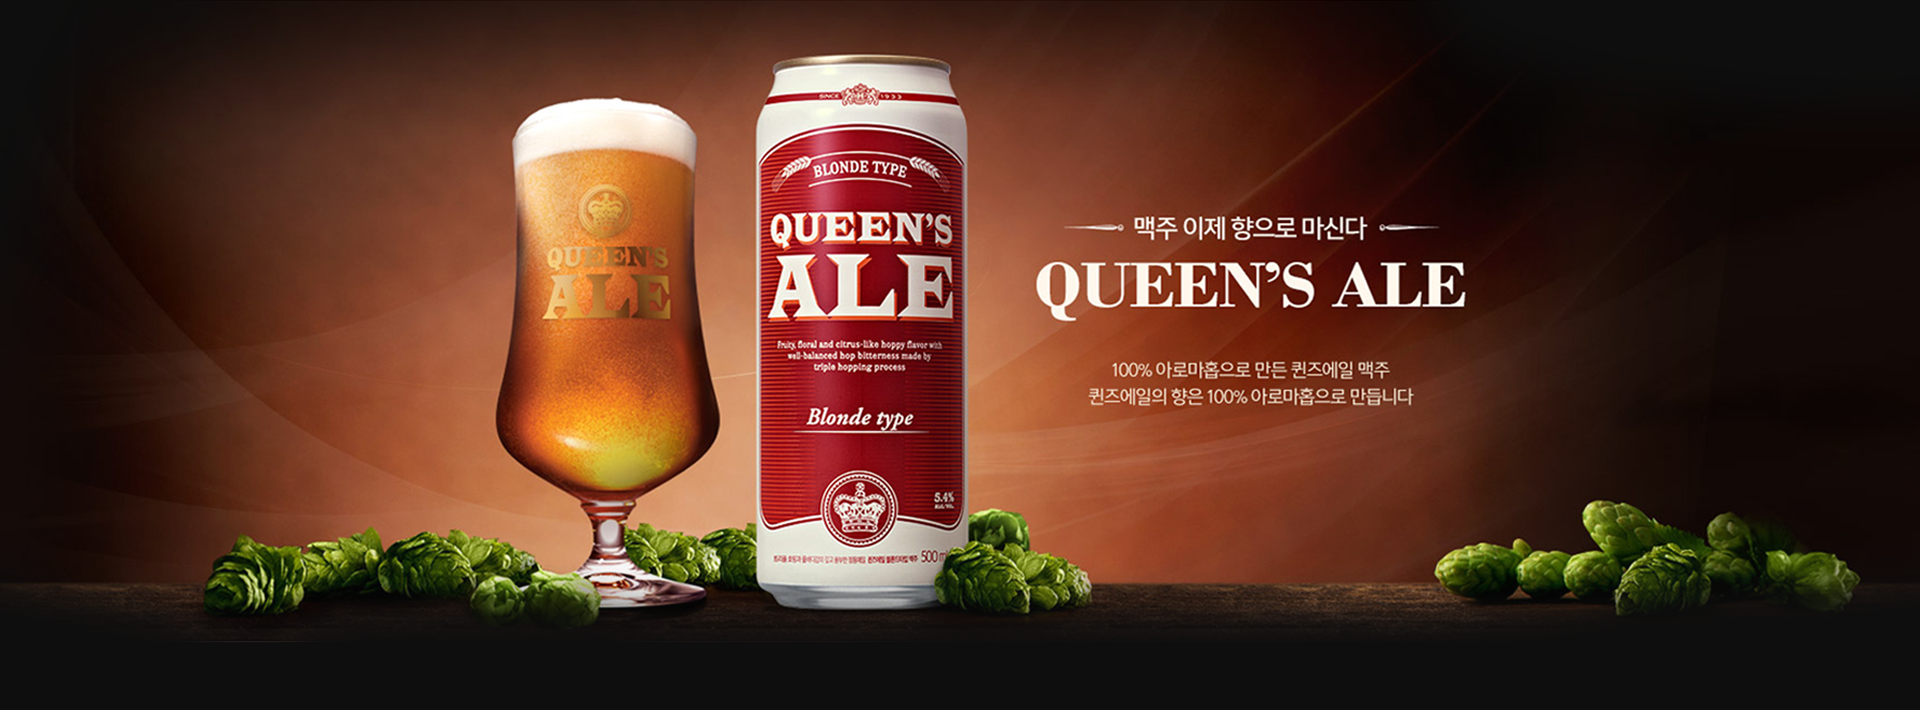 QUEEN'S
ALE
SINCE 1933
BLONDE TYPE
QUEEN'S
ALE
Fruity, floral and citrus-like hoppy flavor with
well-balanced hop bitterness made by
triple hopping process
Blonde type
5.4%
ALC./VOL.
500 ml
맥주 이제 향으로 마신다
QUEEN'S ALE
100% 아로마홉으로 만든 퀸즈에일 맥주
퀸즈에일의 향은 100% 아로마홉으로 만듭니다